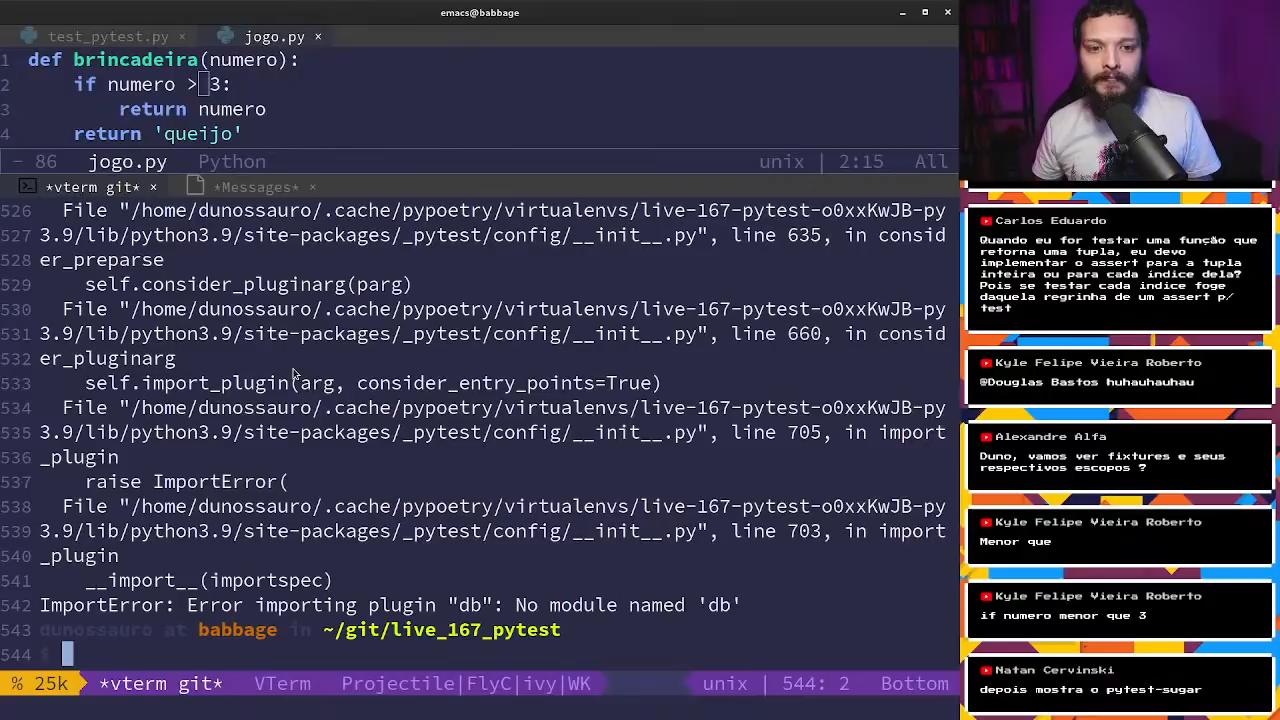 emacs@babbage
test_pytest.py ×
jogo.py ×
1 def brincadeira(numero):
2 if numero > 3:
3 return numero
4 return 'queijo'
- 86 jogo.py Python unix | 2:15 All
*vterm git* × *Messages* ×
526 File "/home/dunossauro/.cache/pypoetry/virtualenvs/live-167-pytest-o0xxKwJB-py
527 3.9/lib/python3.9/site-packages/_pytest/config/__init__.py", line 635, in consid
528 er_preparse
529 self.consider_pluginarg(parg)
530 File "/home/dunossauro/.cache/pypoetry/virtualenvs/live-167-pytest-o0xxKwJB-py
531 3.9/lib/python3.9/site-packages/_pytest/config/__init__.py", line 660, in consid
532 er_pluginarg
533 self.import_plugin(arg, consider_entry_points=True)
534 File "/home/dunossauro/.cache/pypoetry/virtualenvs/live-167-pytest-o0xxKwJB-py
535 3.9/lib/python3.9/site-packages/_pytest/config/__init__.py", line 705, in import
536 _plugin
537 raise ImportError(
538 File "/home/dunossauro/.cache/pypoetry/virtualenvs/live-167-pytest-o0xxKwJB-py
539 3.9/lib/python3.9/site-packages/_pytest/config/__init__.py", line 703, in import
540 _plugin
541 __import__(importspec)
542 ImportError: Error importing plugin "db": No module named 'db'
543 dunossauro at babbage in ~/git/live_167_pytest
544 $
% 25k *vterm git* VTerm Projectile|FlyC|ivy|WK unix | 544: 2 Bottom
Carlos Eduardo
Quando eu for testar uma função que
retorna uma tupla, eu devo
implementar o assert para a tupla
inteira ou para cada indice dela?
Pois se testar cada indice foge
daquela regrinha de um assert p/
test
Kyle Felipe Vieira Roberto
@Douglas Bastos huhauhauhau
Alexandre Alfa
Duno, vamos ver fixtures e seus
respectivos escopos ?
Kyle Felipe Vieira Roberto
Menor que
Kyle Felipe Vieira Roberto
if numero menor que 3
Natan Cervinski
depois mostra o pytest-sugar